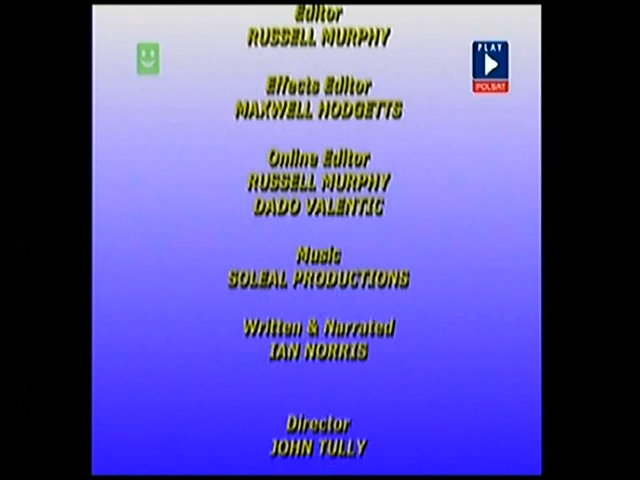 Editor
RUSSELL MURPHY
PLAY
POLSAT
Effects Editor
MAXWELL HODGETTS
Online Editor
RUSSELL MURPHY
DADO VALENTIC
Music
SOLEAL PRODUCTIONS
Written & Narrated
IAN NORRIS
Director
JOHN TULLY